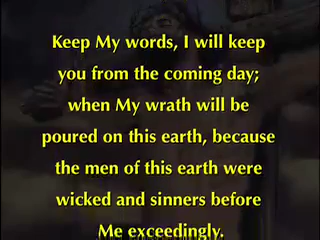 Keep My words, I will keep
you from the coming day;
when My wrath will be
poured on this earth, because
the men of this earth were
wicked and sinners before
Me exceedingly.